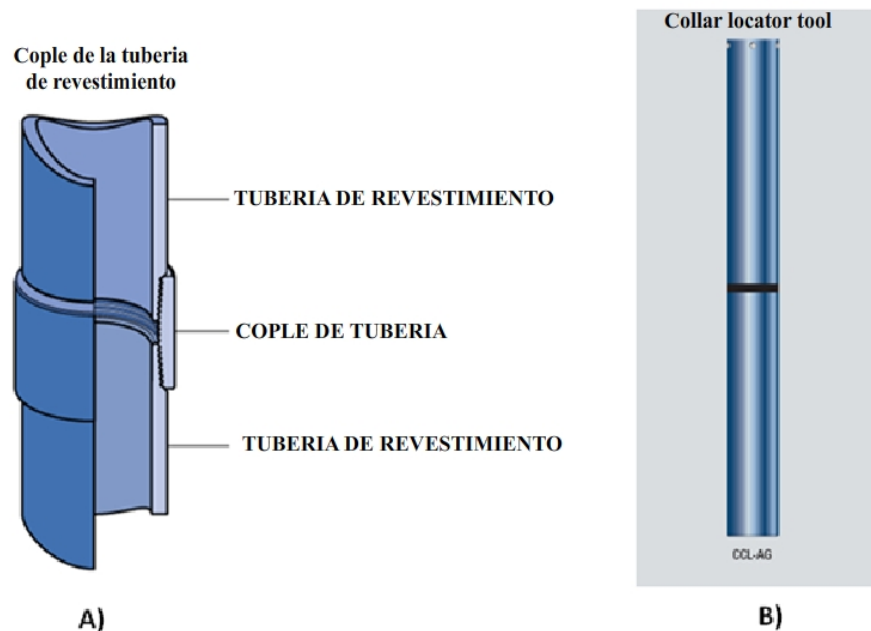 Cople de la tuberia
de revestimiento
TUBERIA DE REVESTIMIENTO
COPLE DE TUBERIA
TUBERIA DE REVESTIMIENTO
A)
Collar locator tool
CCL-AG
B)